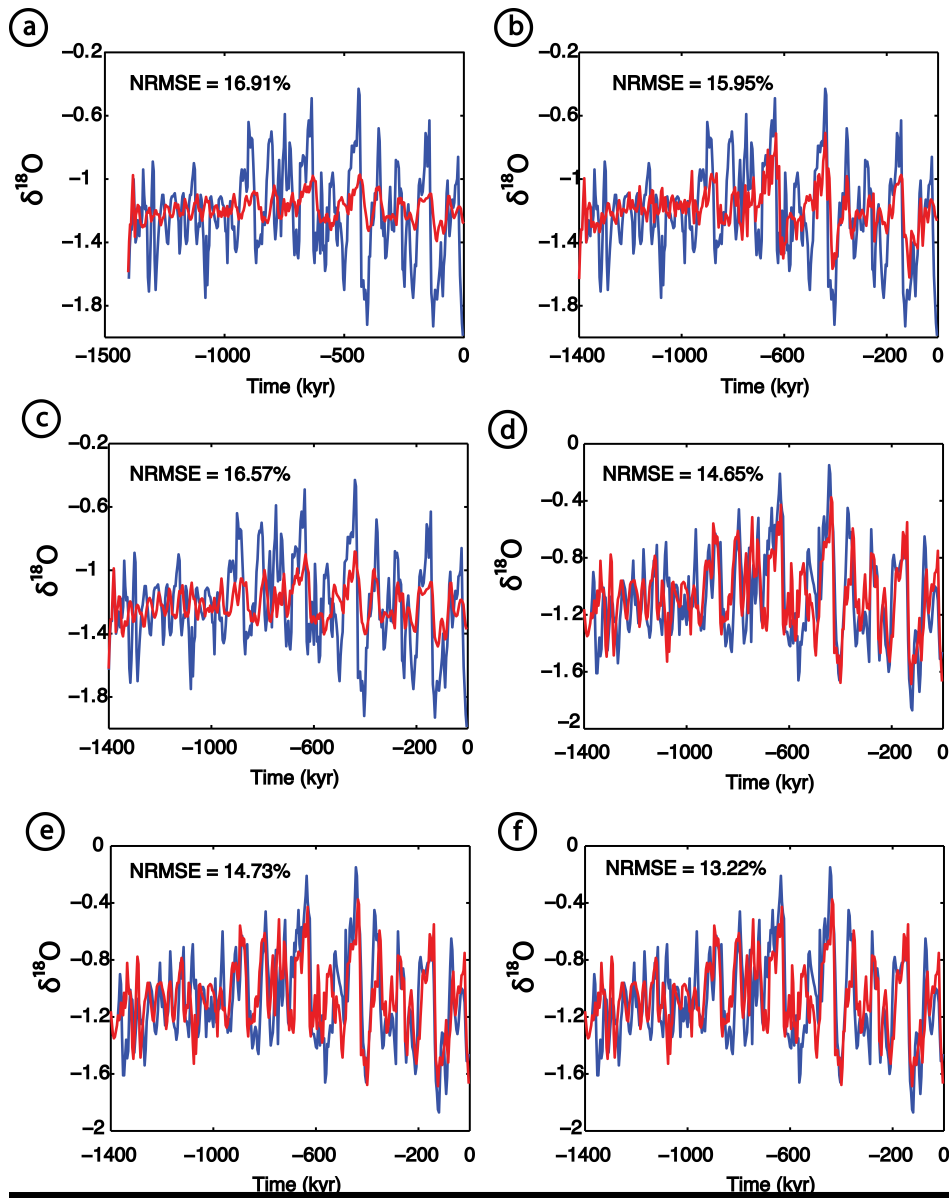 a
−0.2
NRMSE = 16.91%
−0.6
−1
−1.4
−1.8
δ18O
−1500 −1000 −500 0
Time (kyr)
b
−0.2
NRMSE = 15.95%
−0.6
−1
−1.4
−1.8
δ18O
−1400 −1000 −600 −200 0
Time (kyr)
c
−0.2
NRMSE = 16.57%
−0.6
−1
−1.4
−1.8
δ18O
−1400 −1000 −600 −200 0
Time (kyr)
d
0
NRMSE = 14.65%
−0.4
−0.8
−1.2
−1.6
−2
δ18O
−1400 −1000 −600 −200 0
Time (kyr)
e
0
NRMSE = 14.73%
−0.4
−0.8
−1.2
−1.6
−2
δ18O
−1400 −1000 −600 −200 0
Time (kyr)
f
0
NRMSE = 13.22%
−0.4
−0.8
−1.2
−1.6
−2
δ18O
−1400 −1000 −600 −200 0
Time (kyr)